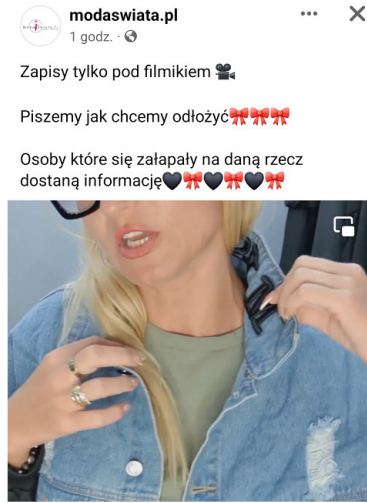 modaswiata.pl
1 godz. ·
Zapisy tylko pod filmikiem 🎥
Piszemy jak chcemy odłożyć🎀🎀🎀
Osoby które się załapały na daną rzecz
dostaną informację🖤🎀🖤🎀🖤🎀